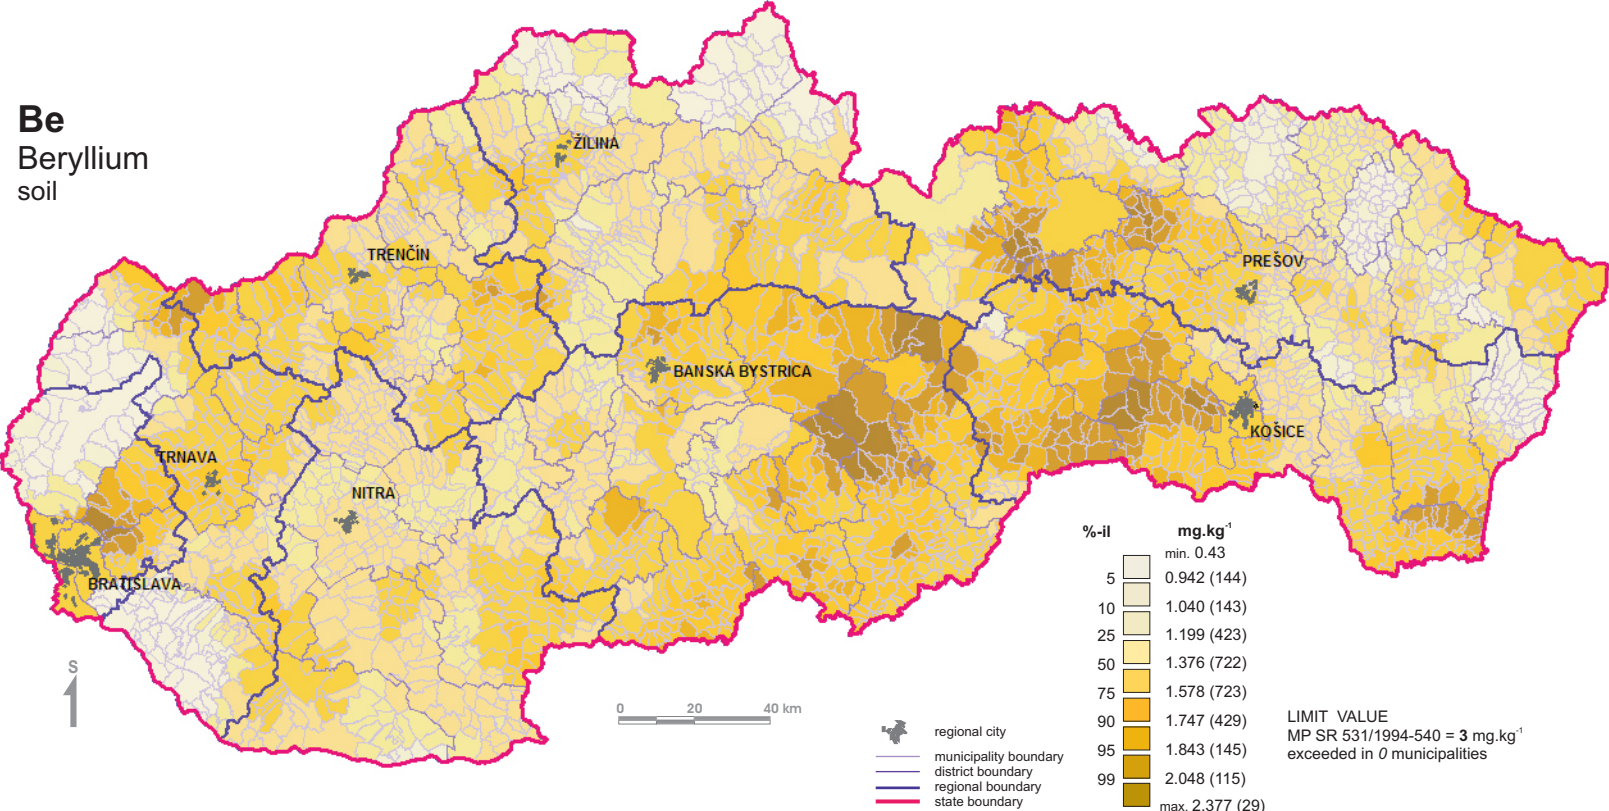 Be
Beryllium
soil
ŽILINA
TRENČÍN
PREŠOV
BANSKÁ BYSTRICA
KOŠICE
TRNAVA
NITRA
BRATISLAVA
S
0 20 40 km
regional city
municipality boundary
district boundary
regional boundary
state boundary
%-il mg.kg⁻¹
min. 0.43
5 0.942 (144)
10 1.040 (143)
25 1.199 (423)
50 1.376 (722)
75 1.578 (723)
90 1.747 (429)
95 1.843 (145)
99 2.048 (115)
max. 2.377 (29)
LIMIT VALUE
MP SR 531/1994-540 = 3 mg.kg⁻¹
exceeded in 0 municipalities